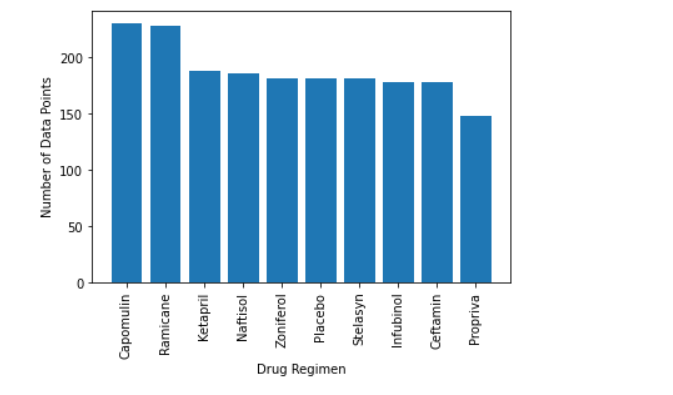 Number of Data Points
200
150
100
50
0
Capomulin
Ramicane
Ketapril
Naftisol
Zoniferol
Placebo
Stelasyn
Infubinol
Ceftamin
Propriva
Drug Regimen